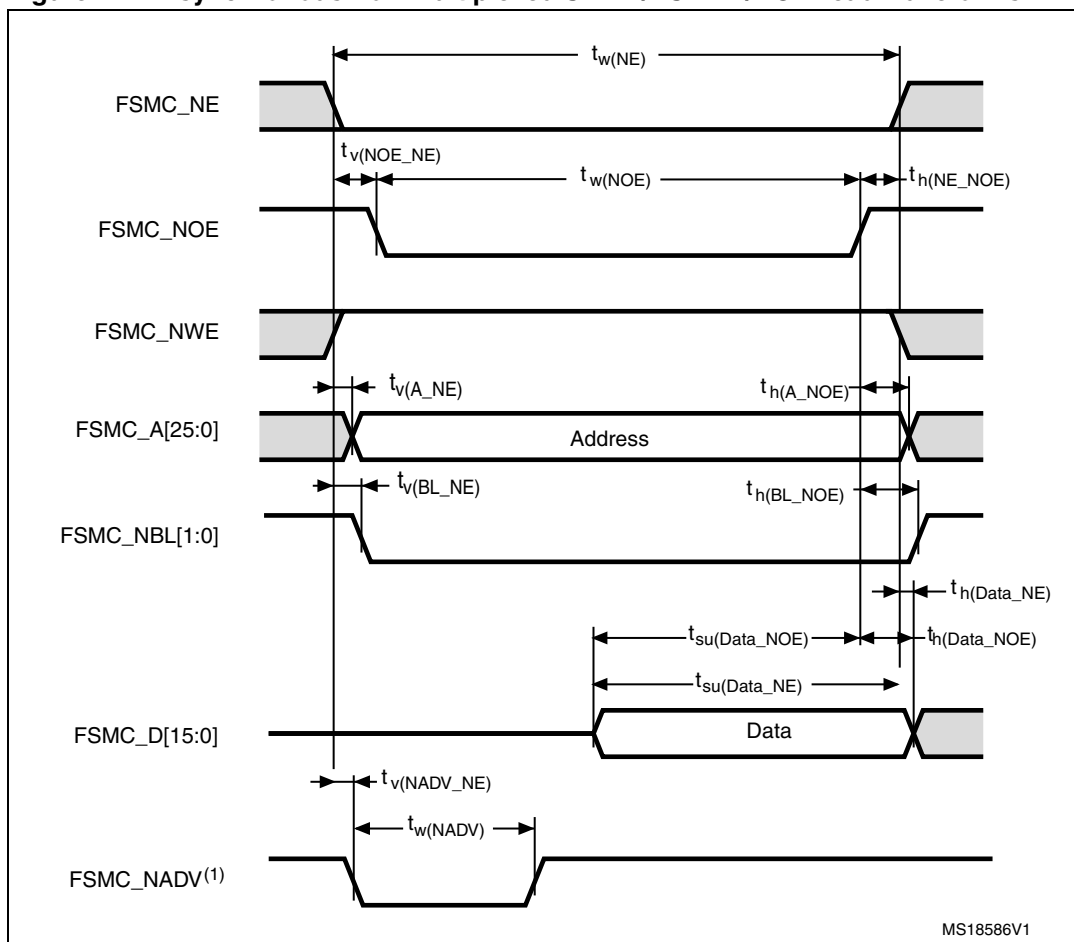 t w(NE)
FSMC_NE
t v(NOE_NE)
t w(NOE)
t h(NE_NOE)
FSMC_NOE
FSMC_NWE
t v(A_NE)
t h(A_NOE)
FSMC_A[25:0]
Address
t v(BL_NE)
t h(BL_NOE)
FSMC_NBL[1:0]
t h(Data_NE)
t su(Data_NOE)
t h(Data_NOE)
t su(Data_NE)
FSMC_D[15:0]
Data
t v(NADV_NE)
t w(NADV)
FSMC_NADV(1)
MS18586V1